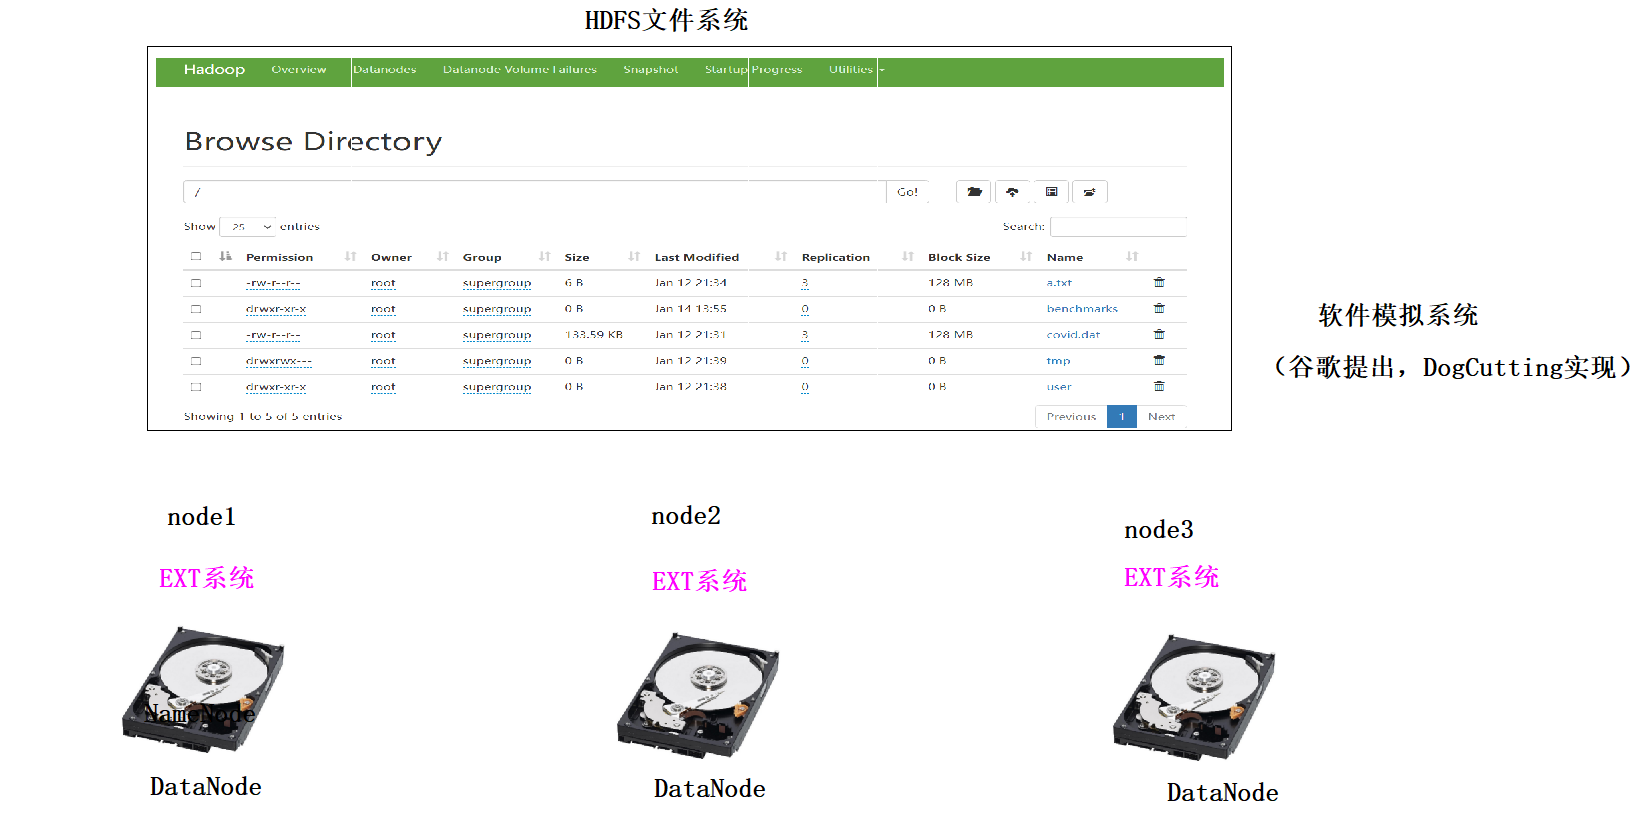 HDFS文件系统
Hadoop Overview Datanodes Datanode Volume Failures Snapshot Startup Progress Utilities
Browse Directory
/ Go!
Show 25 entries Search:
Permission Owner Group Size Last Modified Replication Block Size Name
-rw-r--r-- root supergroup 6 B Jan 12 21:34 3 128 MB a.txt
drwxr-xr-x root supergroup 0 B Jan 14 13:55 0 0 B benchmarks
-rw-r--r-- root supergroup 133.59 KB Jan 12 21:31 3 128 MB covid.dat
drwxrwx--- root supergroup 0 B Jan 12 21:39 0 0 B tmp
drwxr-xr-x root supergroup 0 B Jan 12 21:38 0 0 B user
Showing 1 to 5 of 5 entries Previous 1 Next
软件模拟系统
（谷歌提出，DogCutting实现）
node1 node2 node3
EXT系统 EXT系统 EXT系统
NameNode
DataNode DataNode DataNode